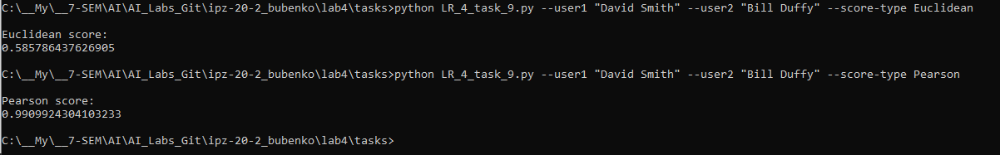 C:\__My\__7-SEM\AI\AI_Labs_Git\ipz-20-2_bubenko\lab4\tasks>python LR_4_task_9.py --user1 "David Smith" --user2 "Bill Duffy" --score-type Euclidean
Euclidean score:
0.585786437626905
C:\__My\__7-SEM\AI\AI_Labs_Git\ipz-20-2_bubenko\lab4\tasks>python LR_4_task_9.py --user1 "David Smith" --user2 "Bill Duffy" --score-type Pearson
Pearson score:
0.9909924304103233
C:\__My\__7-SEM\AI\AI_Labs_Git\ipz-20-2_bubenko\lab4\tasks>